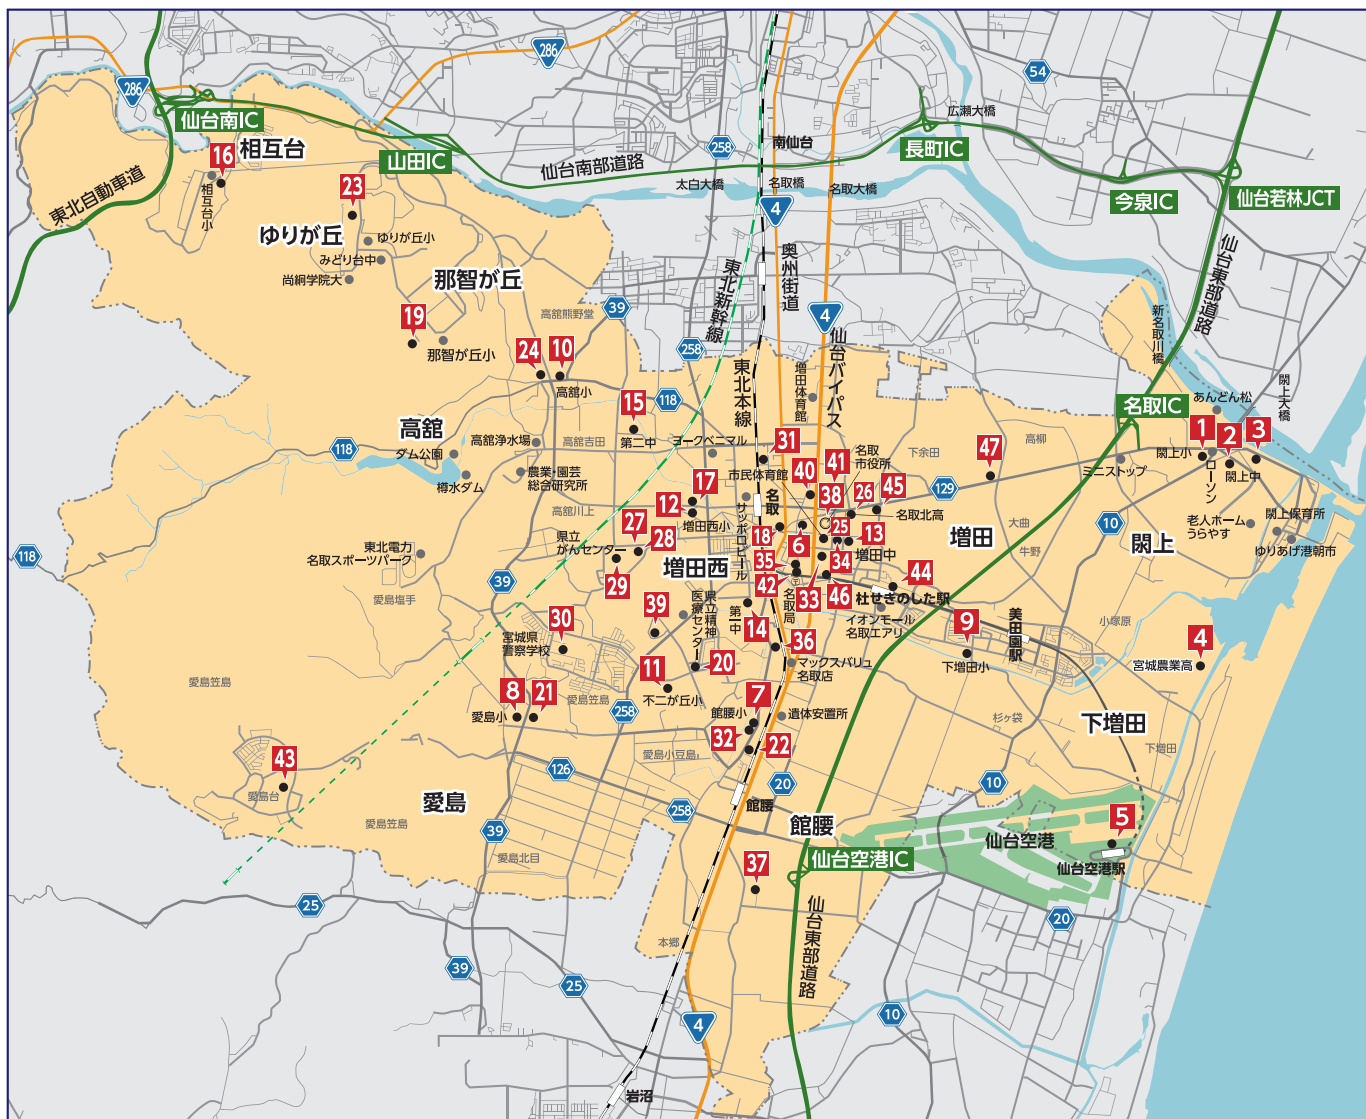 286
286
54
仙台南IC
広瀬大橋
相互台
16
山田IC
仙台南部道路
258
南仙台
長町IC
東北自動車道
相互台小
23
太白大橋
名取橋
名取大橋
今泉IC
仙台若林JCT
4
ゆりが丘
ゆりが丘小
みどり台中
尚絅学院大
那智が丘
東北新幹線
奥州街道
仙台東部道路
39
高舘熊野堂
4
仙台バイパス
新名取川橋
19
那智が丘小
24
10
258
東北本線
増田体育館
閖上大橋
高舘小
118
あんどん松
名取IC
高舘
15
第二中
高舘吉田
高舘浄水場
ダム公園
118
樽水ダム
農業・園芸
総合研究所
ヨークベニマル
31
市民体育館
40
41
名取
市役所
下余田
47
高柳
ミニストップ
1
2
3
閖上小
ローソン
閖上中
17
12
増田西小
サッポロビール
名取
38
26
45
129
名取北高
高舘川上
県立
がんセンター
27
28
29
18
6
25
13
増田中
増田
大曲
牛野
10
閖上
老人ホーム
うらやす
閖上保育所
ゆりあげ港朝市
118
東北電力
名取スポーツパーク
愛島塩手
39
増田西
35
42
34
33
46
44
名取局
杜せきのした駅
イオンモール
名取エアリ
39
県立精神
医療センター
第一中
14
36
マックスバリュ
名取店
9
下増田小
美田園駅
小塚原
4
宮城農業高
30
宮城県
警察学校
11
不二が丘小
20
愛島笠島
8
21
愛島小
愛島笠島
258
7
館腰小
遺体安置所
32
22
杉ヶ袋
下増田
下増田
43
愛島台
126
愛島小豆島
20
10
愛島
愛島笠島
39
258
館腰
館腰
仙台空港
5
仙台空港駅
愛島北目
仙台空港IC
37
25
20
仙台東部道路
本郷
39
25
4
10
岩沼